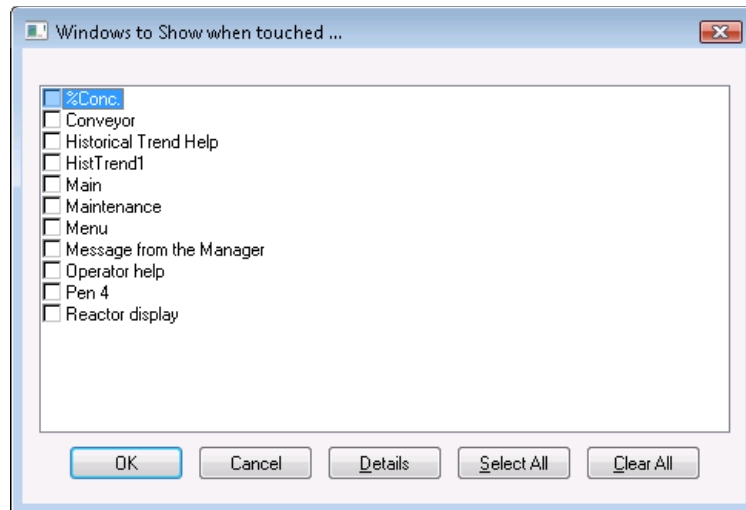 Windows to Show when touched ...
%Conc.
Conveyor
Historical Trend Help
HistTrend1
Main
Maintenance
Menu
Message from the Manager
Operator help
Pen 4
Reactor display
OK Cancel Details Select All Clear All